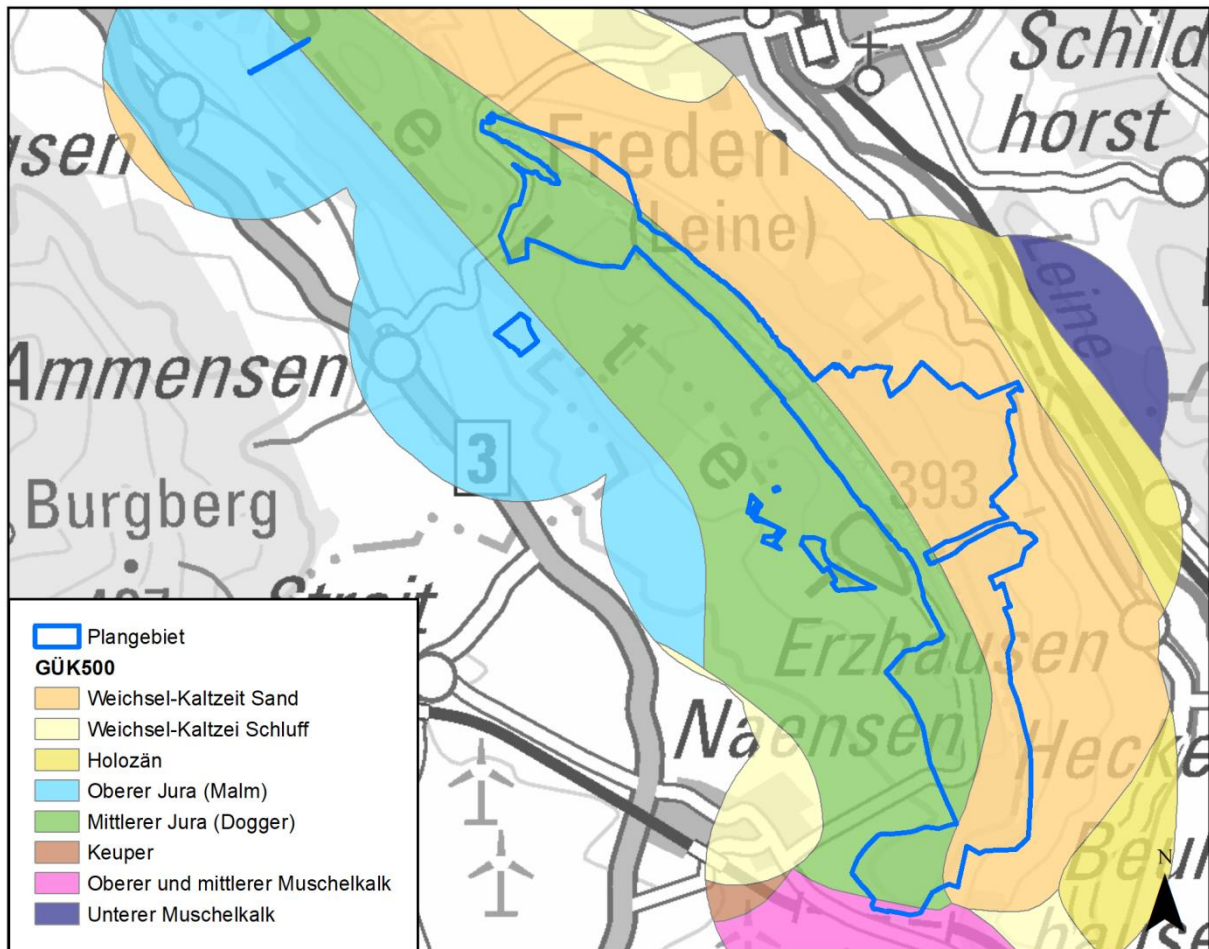 Schild
horst
Freden
(Leine)
Leine
Ammensen
3
Burgberg
393
Erzhausen
Naensen
Plangebiet
GÜK500
Weichsel-Kaltzeit Sand
Weichsel-Kaltzei Schluff
Holozän
Oberer Jura (Malm)
Mittlerer Jura (Dogger)
Keuper
Oberer und mittlerer Muschelkalk
Unterer Muschelkalk
N